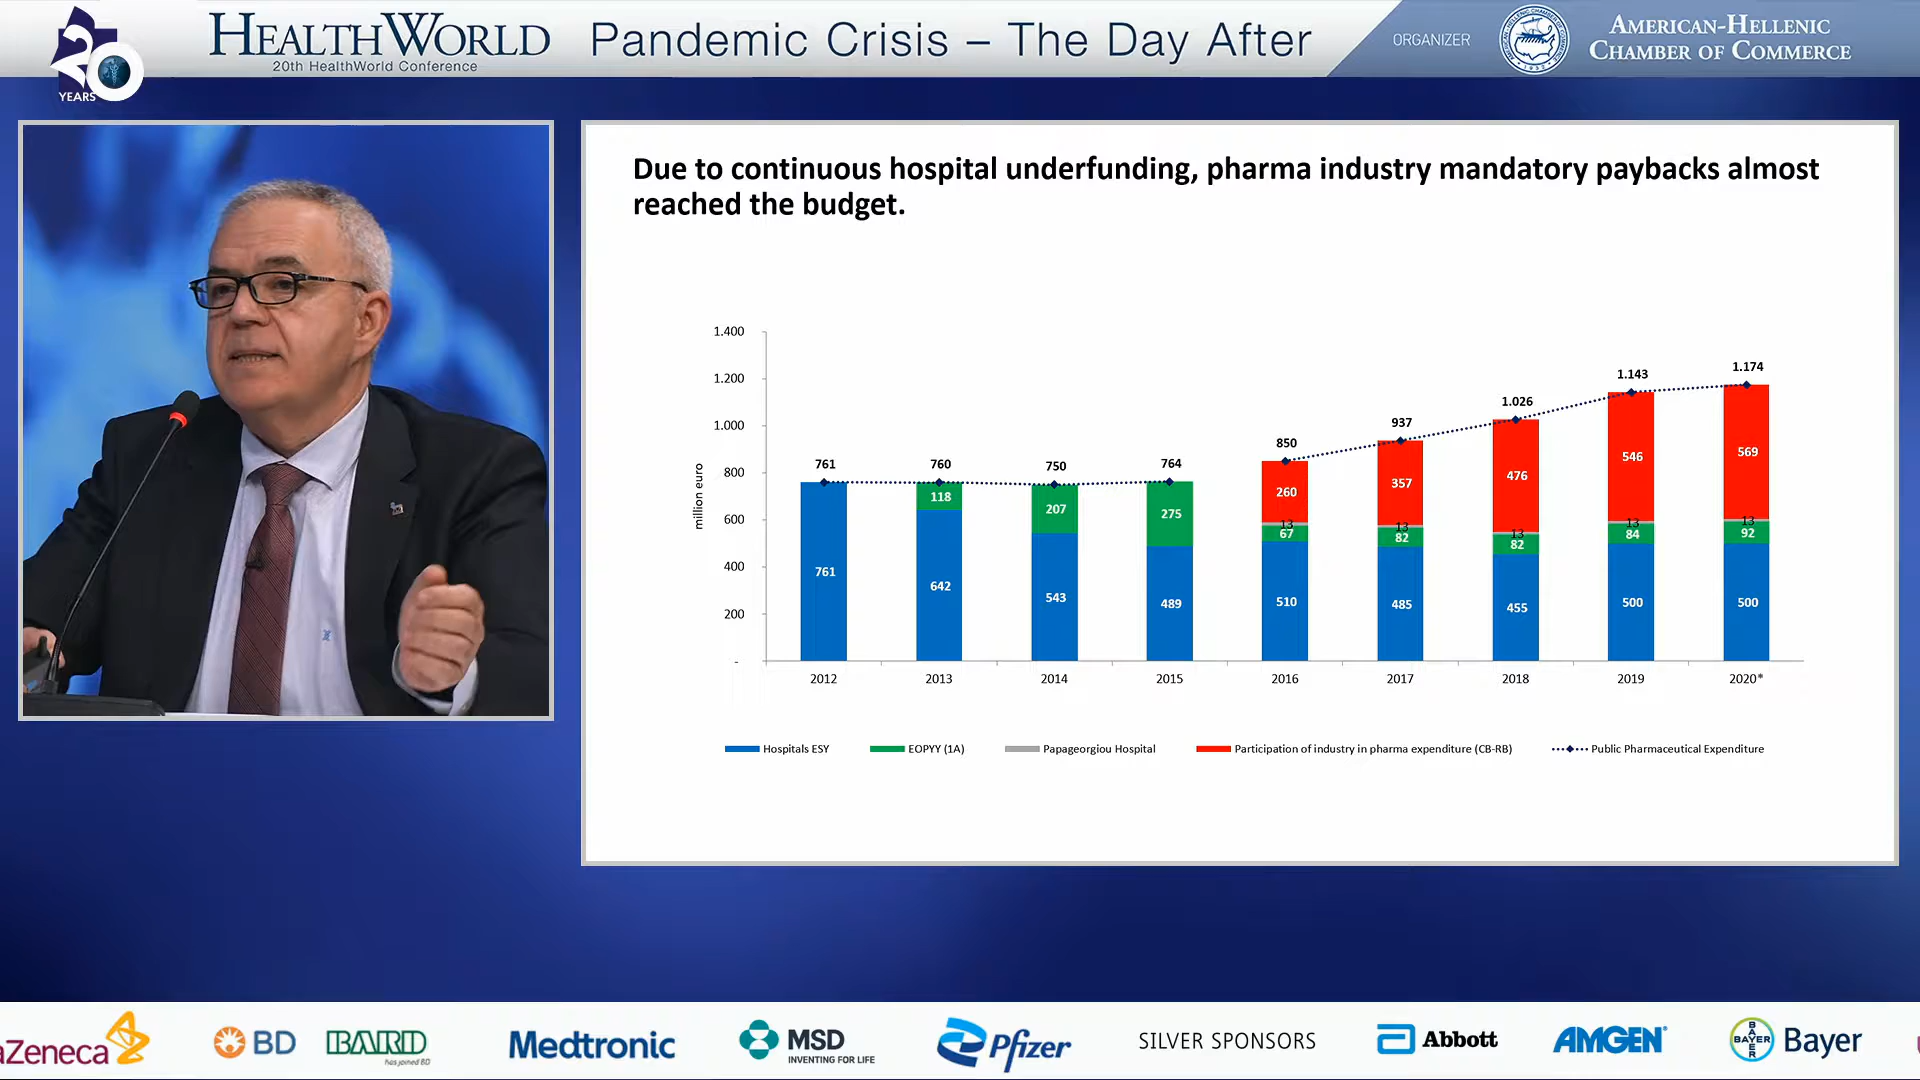 20
YEARS
HEALTHWORLD
20th HealthWorld Conference
Pandemic Crisis – The Day After
ORGANIZER
AMERICAN-HELLENIC
CHAMBER OF COMMERCE
Due to continuous hospital underfunding, pharma industry mandatory paybacks almost
reached the budget.
million euro
1.400
1.200
1.000
800
600
400
200
-
761
760
750
764
850
937
1.026
1.143
1.174
118
207
275
260
357
476
546
569
13
13
13
13
13
67
82
82
84
92
761
642
543
489
510
485
455
500
500
2012
2013
2014
2015
2016
2017
2018
2019
2020*
Hospitals ESY
EOPYY (1A)
Papageorgiou Hospital
Participation of industry in pharma expenditure (CB-RB)
Public Pharmaceutical Expenditure
aZeneca
BD
BARD
has joined BD
Medtronic
MSD
INVENTING FOR LIFE
Pfizer
SILVER SPONSORS
Abbott
AMGEN
BAYER
BAYER
Bayer